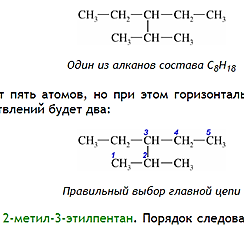 CH₃—CH₂—CH—CH₂—CH₃
CH—CH₃
CH₃
Один из алканов состава C₈H₁₈
т пять атомов, но при этом горизонталь
твлений будет два:
3 4 5
CH₃—CH₂—CH—CH₂—CH₃
1 2
CH₃—CH—CH₃
Правильный выбор главной цепи
2-метил-3-этилпентан. Порядок следова